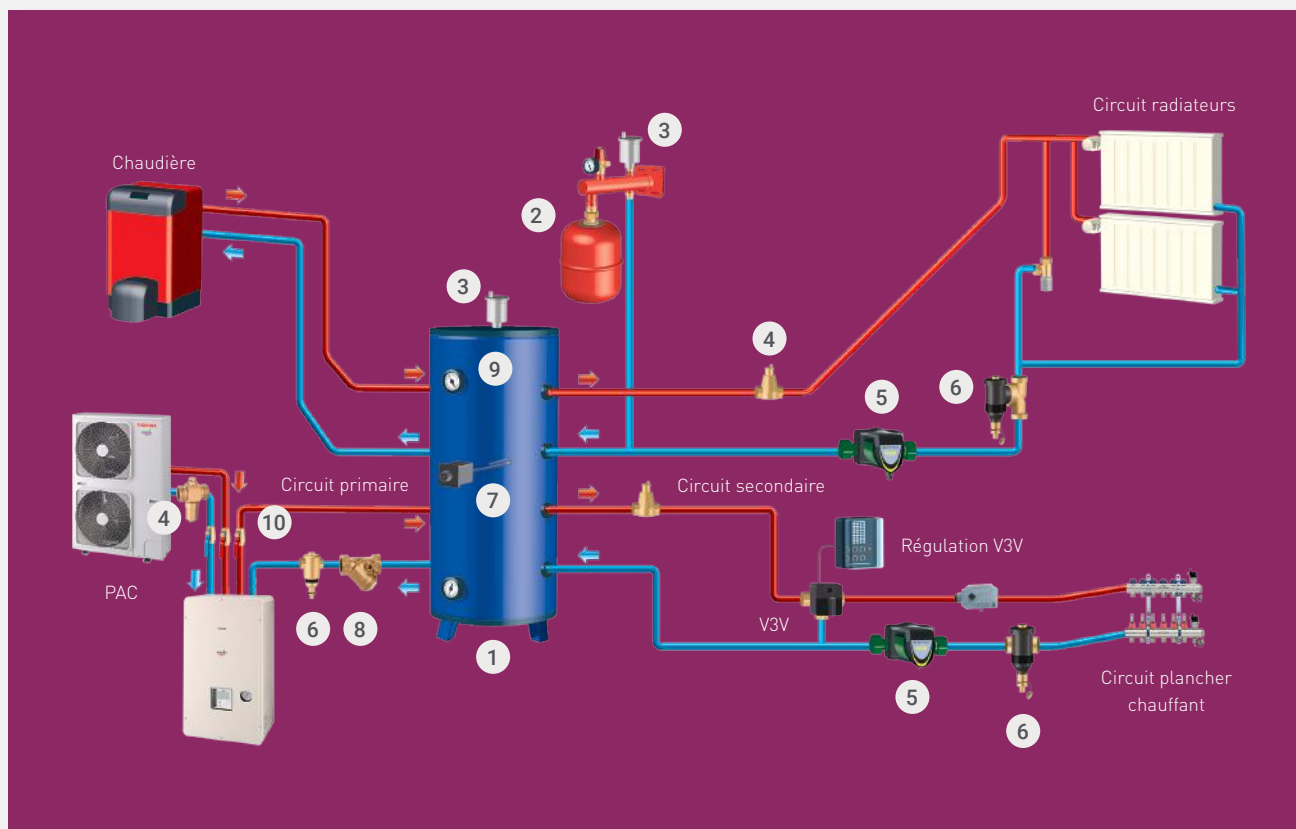 Circuit radiateurs
3
Chaudière
2
3
4
9
5
6
Circuit primaire
7
Circuit secondaire
4
10
Régulation V3V
PAC
6
8
V3V
1
5
6
Circuit plancher
chauffant